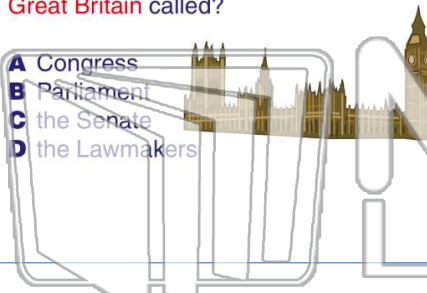 Great Britain called?
A Congress
B Parliament
C the Senate
D the Lawmakers